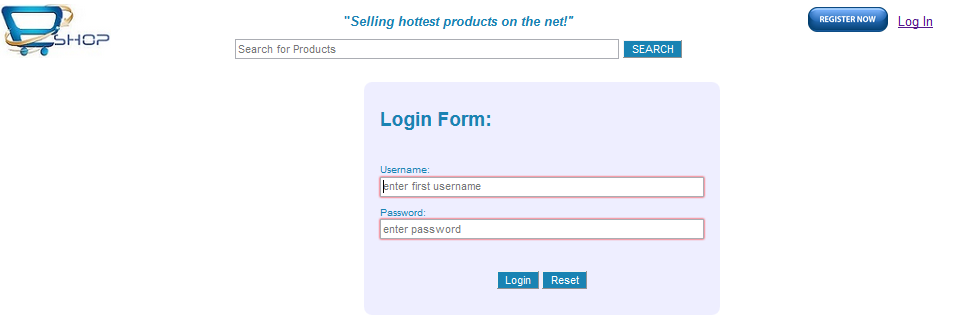 SHOP
"Selling hottest products on the net!"
REGISTER NOW
Log In
Search for Products
SEARCH
Login Form:
Username:
enter first username
Password:
enter password
Login
Reset